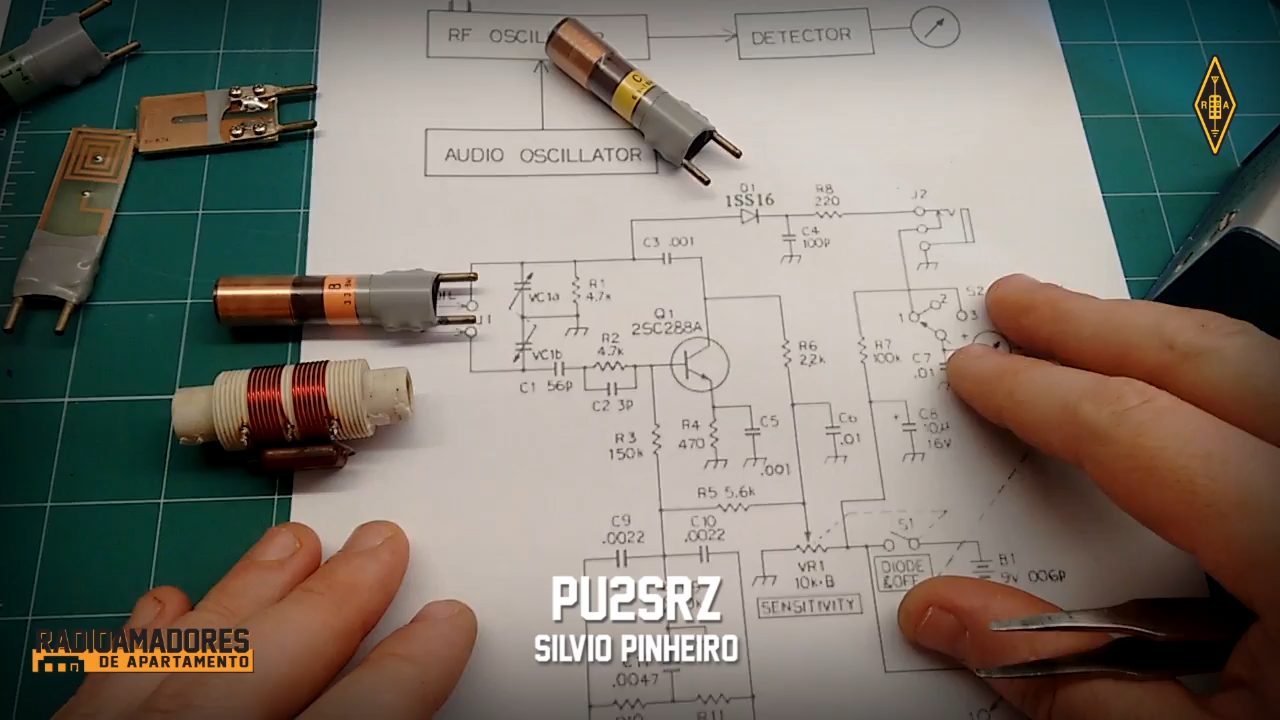 RF OSCIL
DETECTOR
AUDIO OSCILLATOR
R A
D1
1SS16
R8
220
J2
C4
100P
C3 .001
VC1a
R1
4.7k
Q1
2SC288A
S2
1
2
3
J1
R2
4.7k
VC1b
C1 56P
C2 3P
R6
2.2k
R7
100k
C7
.01
B
R3
150k
R4
470
C5
.001
C6
.01
C8
10μ
16V
+
R5 5.6k
C9
.0022
C10
.0022
VR1
10k-B
SENSITIVITY
S1
DIODE
&OFF
B1
9V 006P
PU2SRZ
SILVIO PINHEIRO
RADIOAMADORES
DE APARTAMENTO
.0047
R11